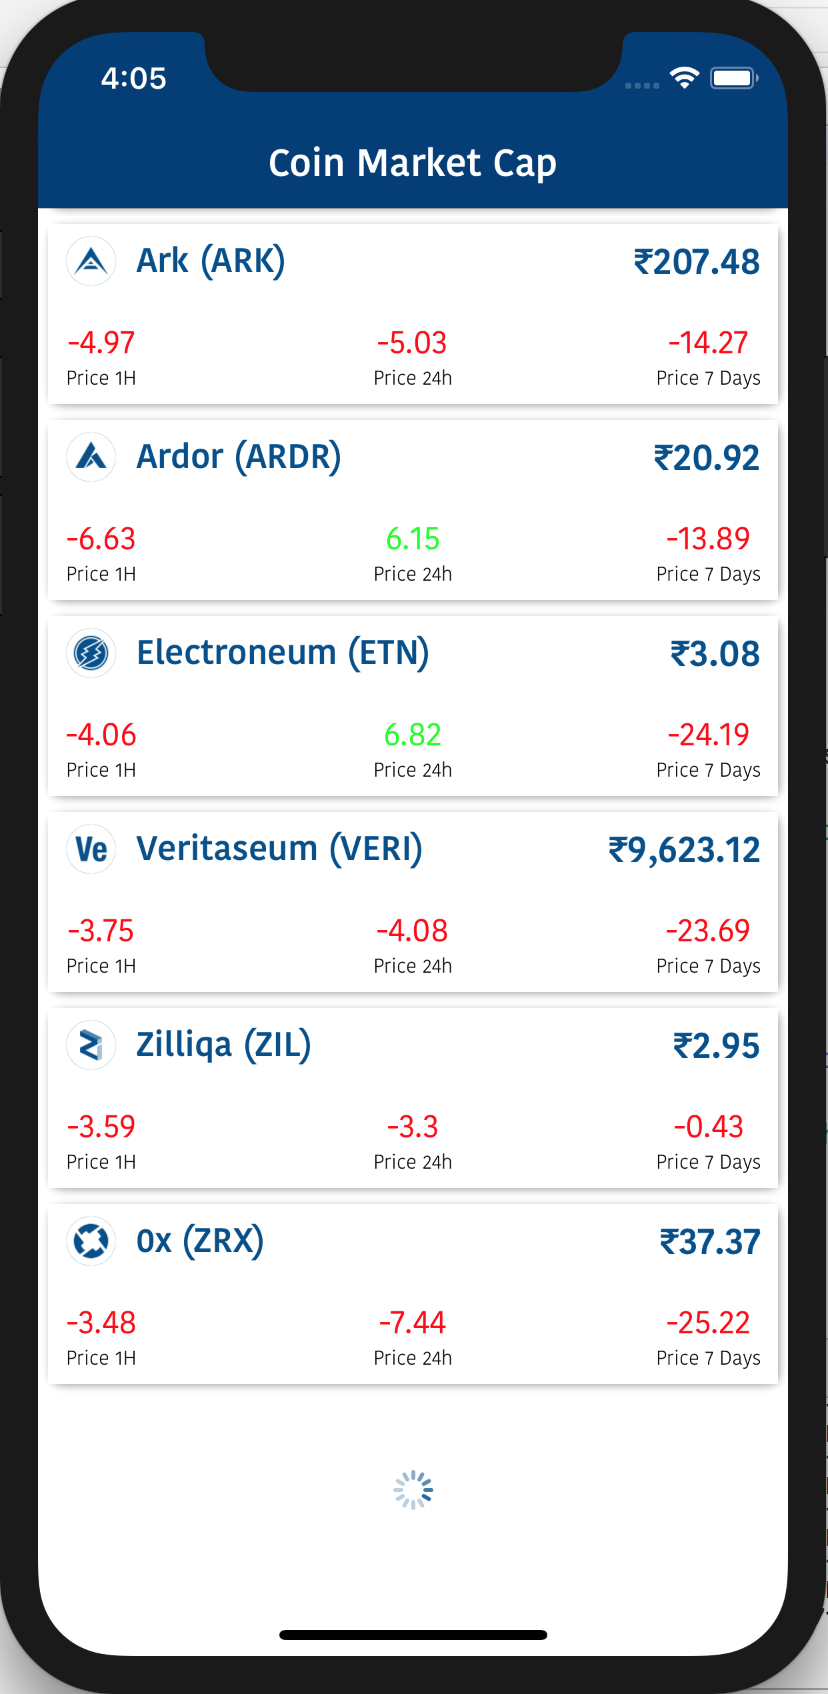 4:05
Coin Market Cap
Ark (ARK) ₹207.48
-4.97 -5.03 -14.27
Price 1H Price 24h Price 7 Days
Ardor (ARDR) ₹20.92
-6.63 6.15 -13.89
Price 1H Price 24h Price 7 Days
Electroneum (ETN) ₹3.08
-4.06 6.82 -24.19
Price 1H Price 24h Price 7 Days
Ve Veritaseum (VERI) ₹9,623.12
-3.75 -4.08 -23.69
Price 1H Price 24h Price 7 Days
Zilliqa (ZIL) ₹2.95
-3.59 -3.3 -0.43
Price 1H Price 24h Price 7 Days
0x (ZRX) ₹37.37
-3.48 -7.44 -25.22
Price 1H Price 24h Price 7 Days